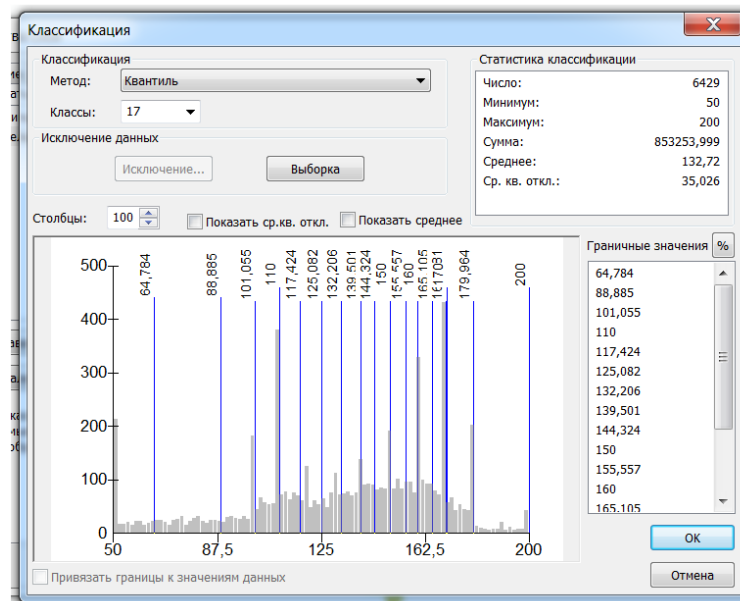 Классификация
Классификация
Метод: Квантиль
Классы: 17
Исключение данных
Исключение... Выборка
Статистика классификации
Число: 6429
Минимум: 50
Максимум: 200
Сумма: 853253,999
Среднее: 132,72
Ср. кв. откл.: 35,026
Столбцы: 100 Показать ср.кв. откл. Показать среднее
Граничные значения %
64,784
88,885
101,055
110
117,424
125,082
132,206
139,501
144,324
150
155,557
160
165,105
179,964
200
500
400
300
200
100
0
50 87,5 125 162,5 200
64,784
88,885
101,055
110
117,424
125,082
132,206
139,501
144,324
150
155,557
160
165.105
Привязать границы к значениям данных
OK
Отмена